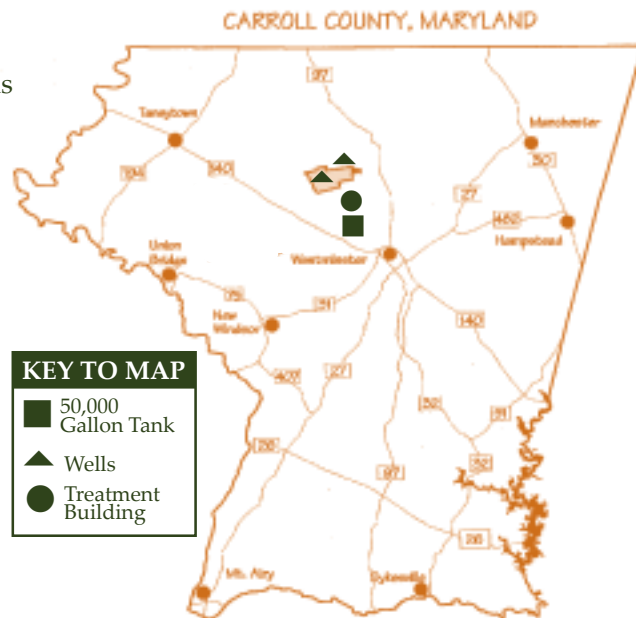 CARROLL COUNTY, MARYLAND
97
Taneytown
Manchester
194
140
30
27
482
Hampstead
Union
Bridge
Westminster
75
31
New
Windsor
140
KEY TO MAP
50,000
Gallon Tank
Wells
Treatment
Building
407
27
32
91
26
97
32
26
Mt. Airy
Sykesville